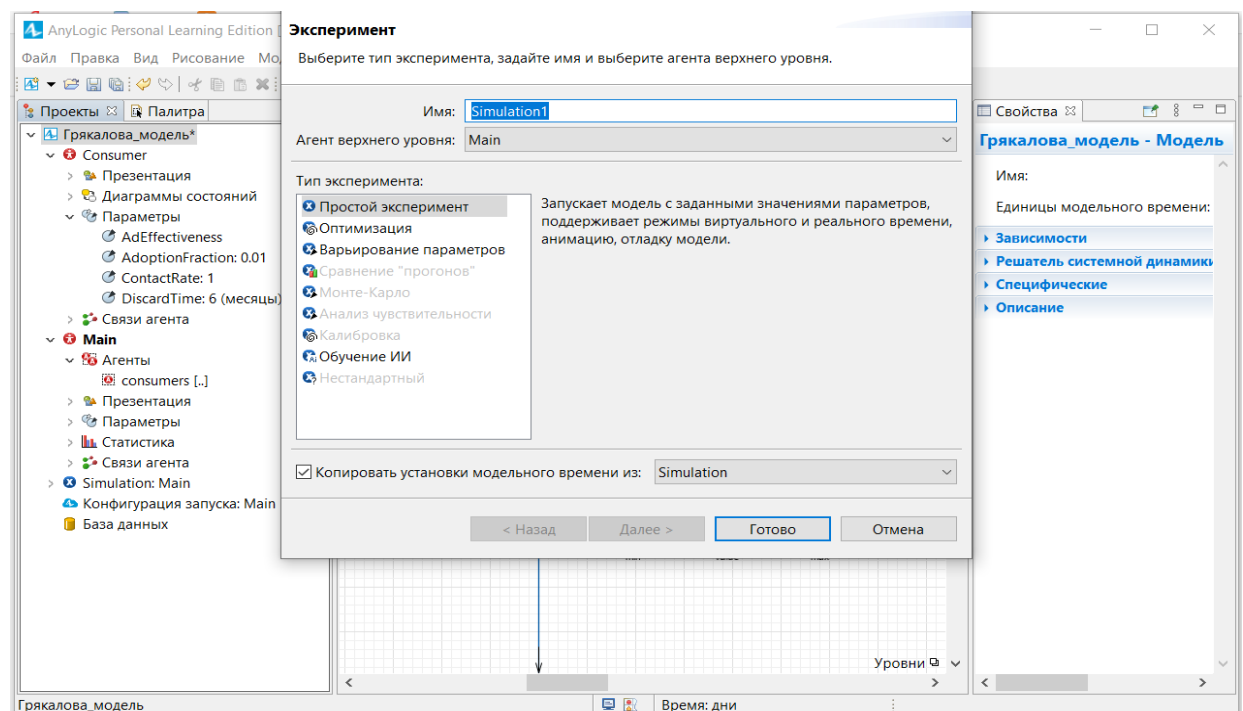 AnyLogic Personal Learning Edition [
Файл Правка Вид Рисование Мо
Проекты Палитра
Грякалова_модель*
Consumer
Презентация
Диаграммы состояний
Параметры
AdEffectiveness
AdoptionFraction: 0.01
ContactRate: 1
DiscardTime: 6 (месяцы)
Связи агента
Main
Агенты
consumers [..]
Презентация
Параметры
Статистика
Связи агента
Simulation: Main
Конфигурация запуска: Main
База данных
Эксперимент
Выберите тип эксперимента, задайте имя и выберите агента верхнего уровня.
Имя: Simulation1
Агент верхнего уровня: Main
Тип эксперимента:
Простой эксперимент
Оптимизация
Варьирование параметров
Сравнение "прогонов"
Монте-Карло
Анализ чувствительности
Калибровка
Обучение ИИ
Нестандартный
Запускает модель с заданными значениями параметров,
поддерживает режимы виртуального и реального времени,
анимацию, отладку модели.
Копировать установки модельного времени из: Simulation
< Назад Далее > Готово Отмена
Уровни
Свойства
Грякалова_модель - Модель
Имя:
Единицы модельного времени:
Зависимости
Решатель системной динамики
Специфические
Описание
Грякалова_модель Время: дни